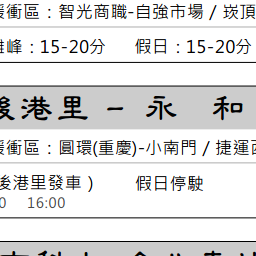 緩衝區：智光商職-自強市場 / 崁頂
離峰：15-20分 假日：15-20分
後港里 – 永 和
緩衝區：圓環(重慶)-小南門 / 捷運西
後港里發車 ) 假日停駛
0 16:00